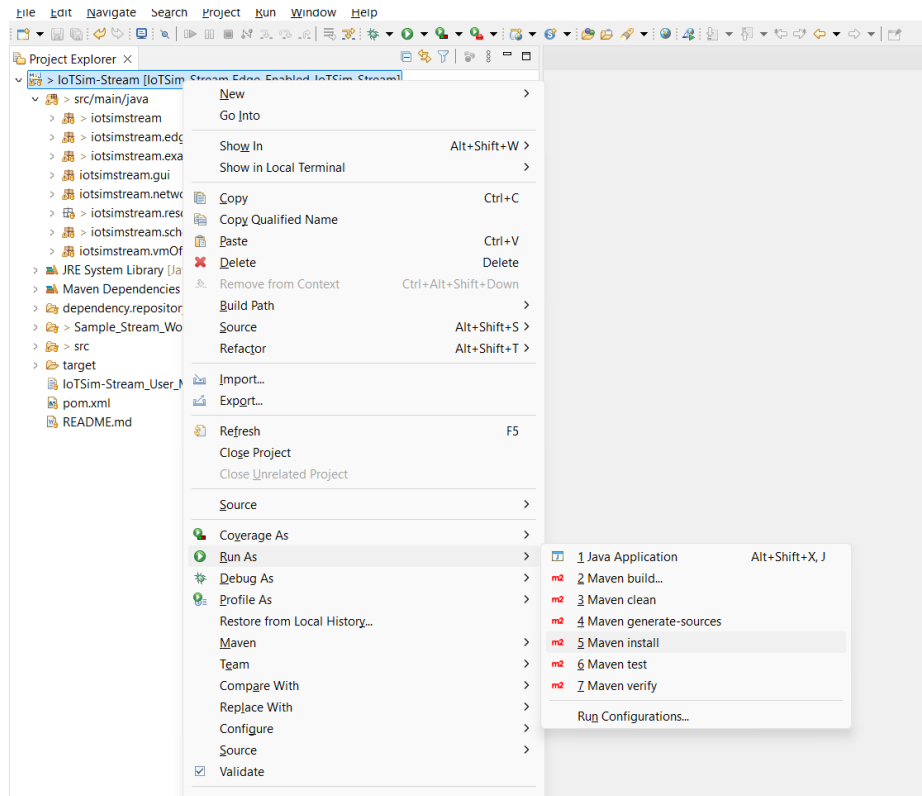 File Edit Navigate Search Project Run Window Help
Project Explorer
> IoTSim-Stream [IoTSim-Stream Edge_Enabled_IoTSim_Stream]
> src/main/java
> iotsimstream
> iotsimstream.edg
> iotsimstream.exa
iotsimstream.gui
iotsimstream.netwo
> iotsimstream.res
> iotsimstream.sch
iotsimstream.vmOf
JRE System Library [Ja
Maven Dependencies
dependency.repository
> Sample_Stream_Wo
> src
target
IoTSim-Stream_User_M
pom.xml
README.md
New
Go Into
Show In Alt+Shift+W
Show in Local Terminal
Copy Ctrl+C
Copy Qualified Name
Paste Ctrl+V
Delete Delete
Remove from Context Ctrl+Alt+Shift+Down
Build Path
Source Alt+Shift+S
Refactor Alt+Shift+T
Import...
Export...
Refresh F5
Close Project
Close Unrelated Project
Source
Coverage As
Run As
Debug As
Profile As
Restore from Local History...
Maven
Team
Compare With
Replace With
Configure
Source
Validate
1 Java Application Alt+Shift+X, J
m2 2 Maven build...
m2 3 Maven clean
m2 4 Maven generate-sources
m2 5 Maven install
m2 6 Maven test
m2 7 Maven verify
Run Configurations...